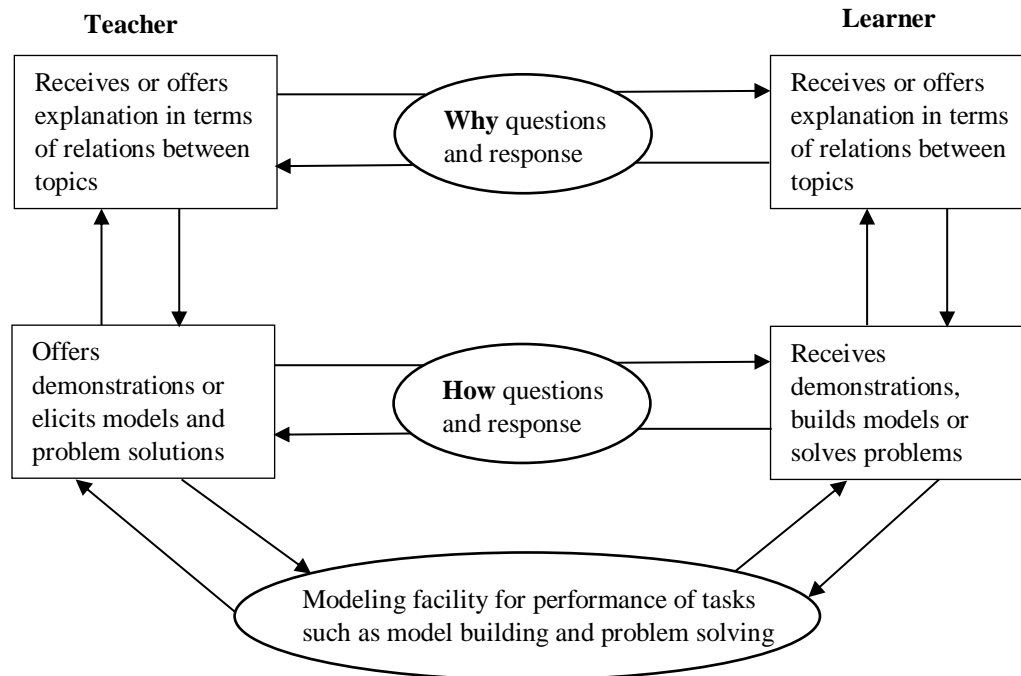 Teacher
Learner
Receives or offers
explanation in terms
of relations between
topics
Why questions
and response
Receives or offers
explanation in terms
of relations between
topics
Offers
demonstrations or
elicits models and
problem solutions
How questions
and response
Receives
demonstrations,
builds models or
solves problems
Modeling facility for performance of tasks
such as model building and problem solving